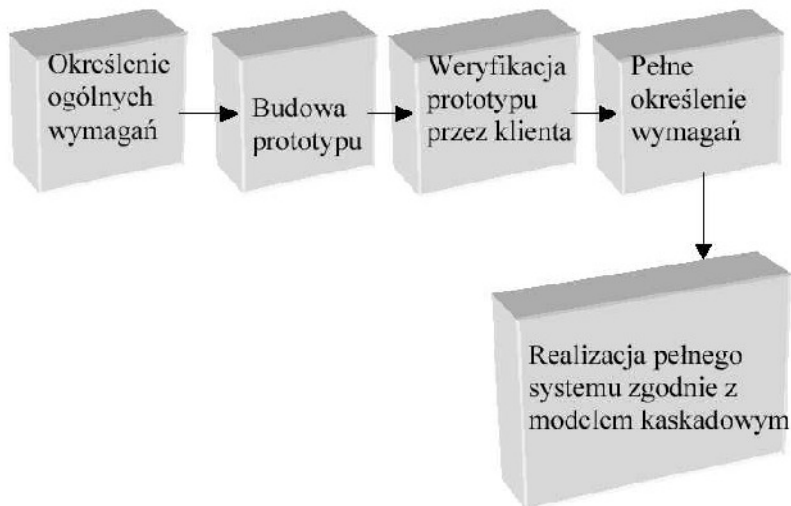 Określenie
ogólnych
wymagań
Budowa
prototypu
Weryfikacja
prototypu
przez klienta
Pełne
określenie
wymagań
Realizacja pełnego
systemu zgodnie z
modelem kaskadowym